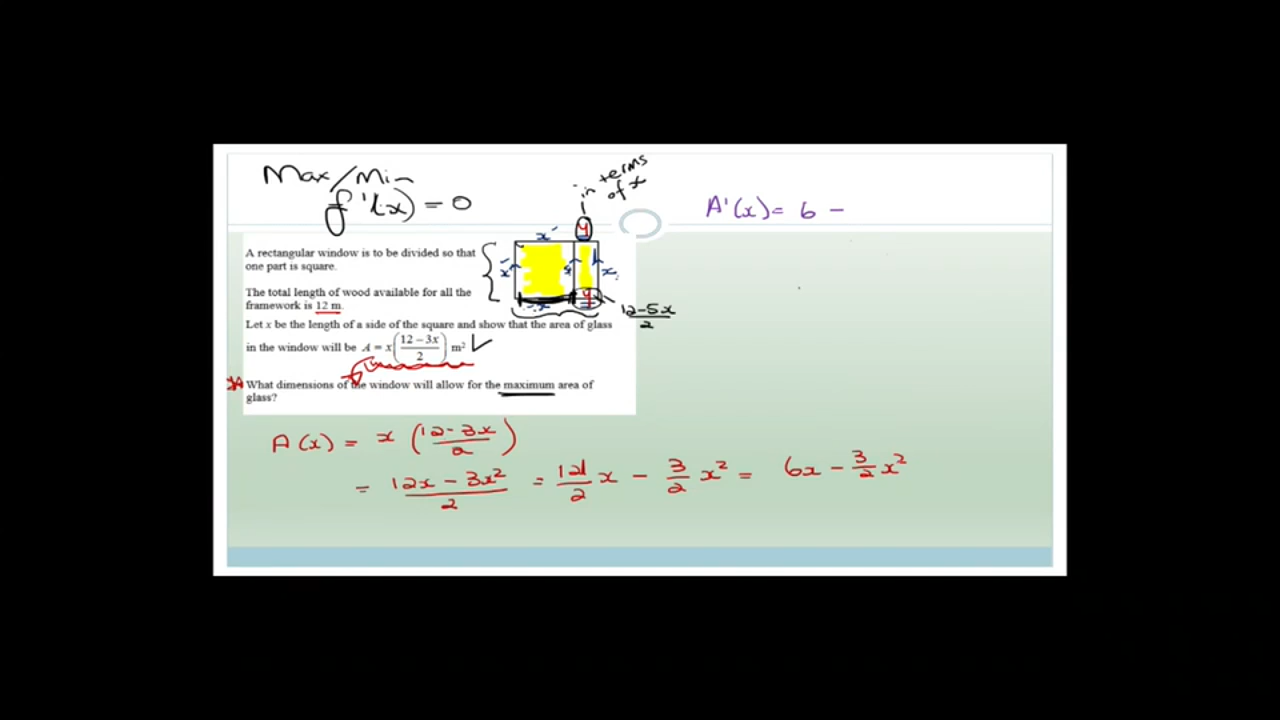 Max/Min
f'(x) = 0
in terms
of x
A'(x) = 6 −
A rectangular window is to be divided so that
one part is square.
The total length of wood available for all the
framework is 12 m.
Let x be the length of a side of the square and show that the area of glass
in the window will be A = x(12 − 3x / 2) m² ✓
What dimensions of the window will allow for the maximum area of
glass?
x
y
x
x
x
x
y
12−5x / 2
A(x) = x (12−3x / 2)
= 12x − 3x² / 2 = 12/2 x − 3/2 x² = 6x − 3/2 x²